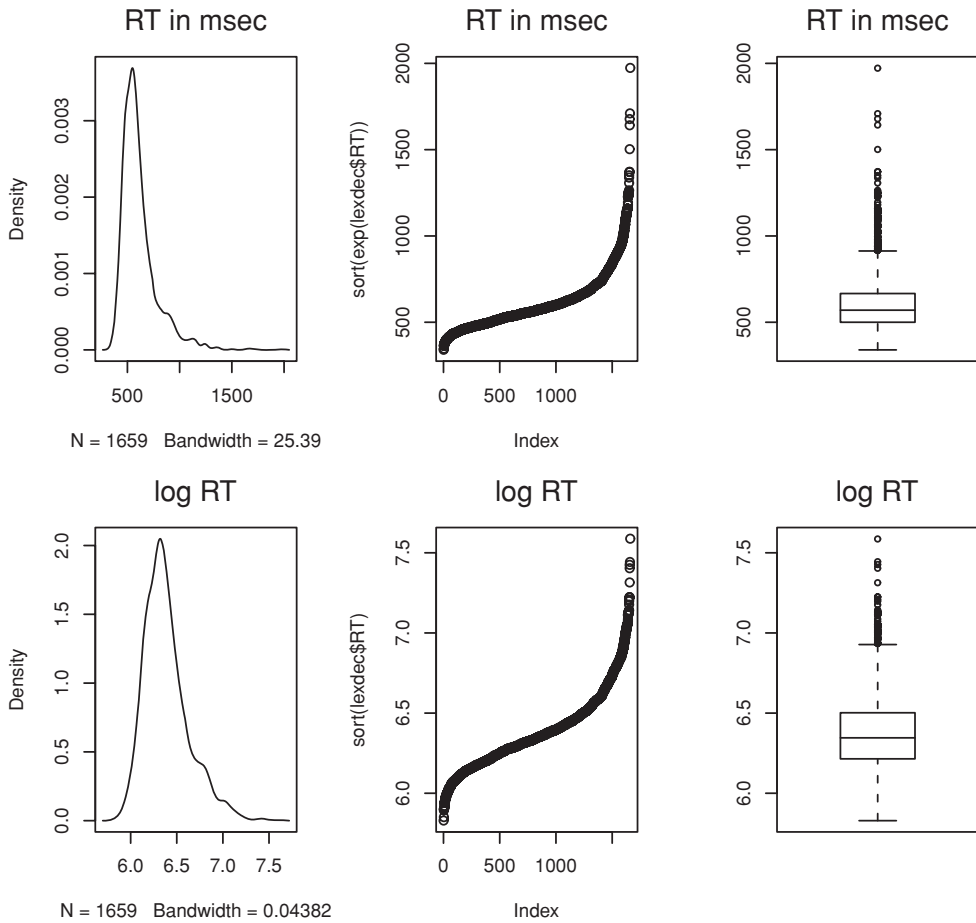 RT in msec
Density
0.000 0.001 0.002 0.003
500 1500
N = 1659 Bandwidth = 25.39
RT in msec
sort(exp(lexdec$RT))
500 1000 1500 2000
0 500 1000
Index
RT in msec
500 1000 1500 2000
log RT
Density
0.0 0.5 1.0 1.5 2.0
6.0 6.5 7.0 7.5
N = 1659 Bandwidth = 0.04382
log RT
sort(lexdec$RT)
6.0 6.5 7.0 7.5
0 500 1000
Index
log RT
6.0 6.5 7.0 7.5